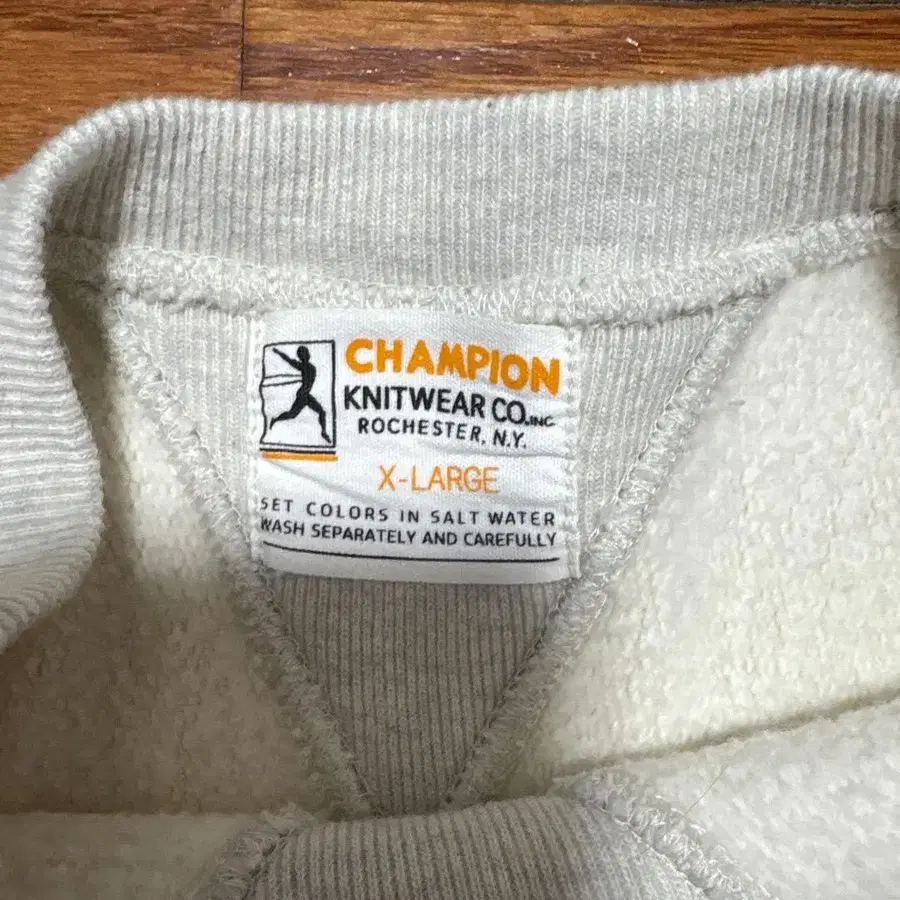 CHAMPION
KNITWEAR CO.INC
ROCHESTER, N.Y.
X-LARGE
SET COLORS IN SALT WATER
WASH SEPARATELY AND CAREFULLY